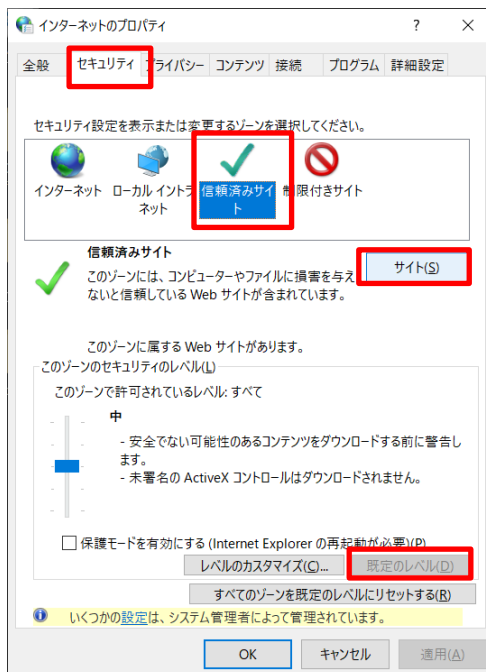 インターネットのプロパティ
?
×
全般 セキュリティ プライバシー コンテンツ 接続 プログラム 詳細設定
セキュリティ設定を表示または変更するゾーンを選択してください。
インターネット ローカル イントラ 信頼済みサイ 制限付きサイト
ネット ト
信頼済みサイト
サイト(S)
このゾーンには、コンピューターやファイルに損害を与え
ないと信頼している Web サイトが含まれています。
このゾーンに属する Web サイトがあります。
このゾーンのセキュリティのレベル(L)
このゾーンで許可されているレベル: すべて
中
- 安全でない可能性のあるコンテンツをダウンロードする前に警告し
ます。
- 未署名の ActiveX コントロールはダウンロードされません。
保護モードを有効にする (Internet Explorer の再起動が必要)(P)
レベルのカスタマイズ(C)... 既定のレベル(D)
すべてのゾーンを既定のレベルにリセットする(R)
いくつかの設定は、システム管理者によって管理されています。
OK キャンセル 適用(A)